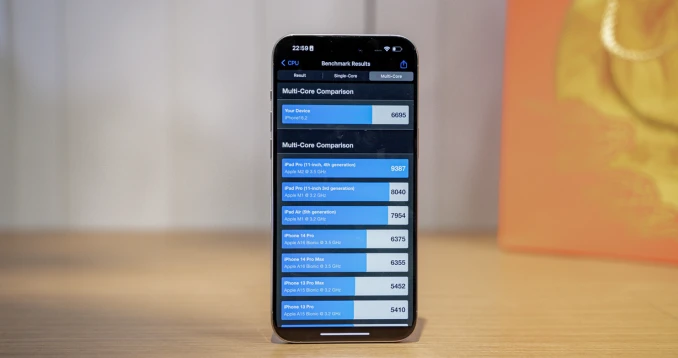 22:59
CPU Benchmark Results
Result Single-Core Multi-Core
Multi-Core Comparison
Your Device
6695
Multi-Core Comparison
iPad Pro (11-inch, 4th generation)
Apple M2 @ 3.5 GHz
9387
iPad Pro (11-inch 3rd generation)
Apple M1 @ 3.2 GHz
8040
iPad Air (5th generation)
Apple M1 @ 3.2 GHz
7954
iPhone 14 Pro
Apple A16 Bionic @ 3.5 GHz
6375
iPhone 14 Pro Max
Apple A16 Bionic @ 3.5 GHz
6355
iPhone 13 Pro Max
Apple A15 Bionic @ 3.2 GHz
5452
iPhone 13 Pro
Apple A15 Bionic @ 3.2 GHz
5410